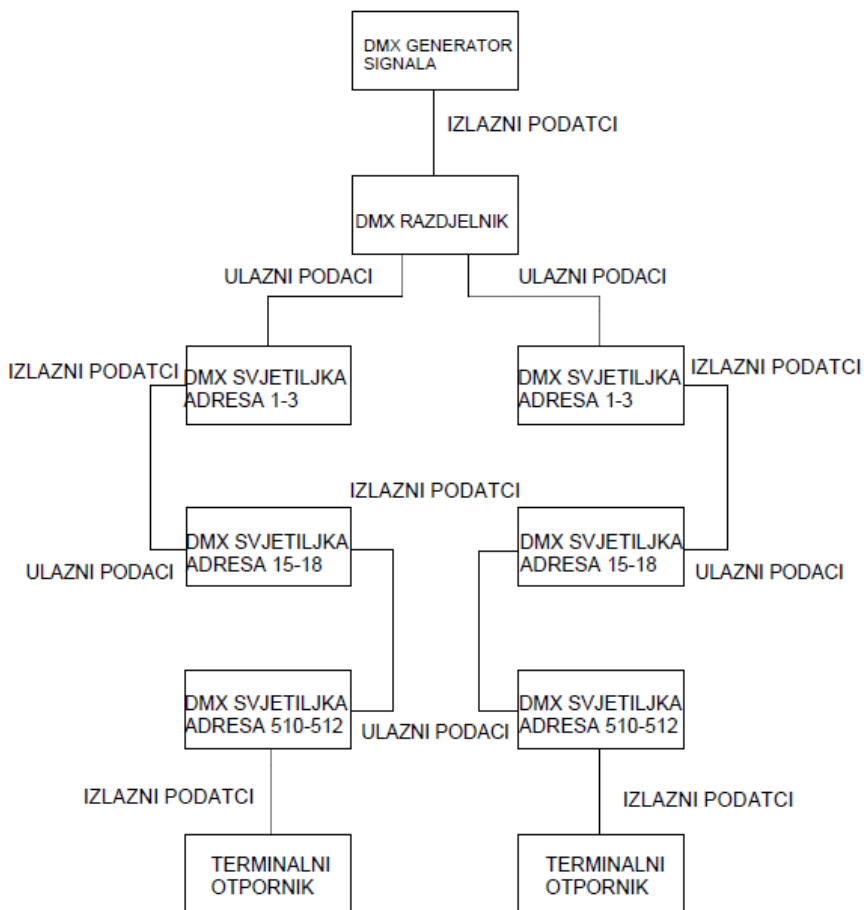 DMX GENERATOR
SIGNALA
IZLAZNI PODATCI
DMX RAZDJELNIK
ULAZNI PODACI
ULAZNI PODACI
IZLAZNI PODATCI
DMX SVJETILJKA
ADRESA 1-3
DMX SVJETILJKA
ADRESA 1-3
IZLAZNI PODATCI
IZLAZNI PODATCI
DMX SVJETILJKA
ADRESA 15-18
DMX SVJETILJKA
ADRESA 15-18
ULAZNI PODACI
ULAZNI PODACI
DMX SVJETILJKA
ADRESA 510-512
DMX SVJETILJKA
ADRESA 510-512
ULAZNI PODACI
IZLAZNI PODATCI
IZLAZNI PODATCI
TERMINALNI
OTPORNIK
TERMINALNI
OTPORNIK